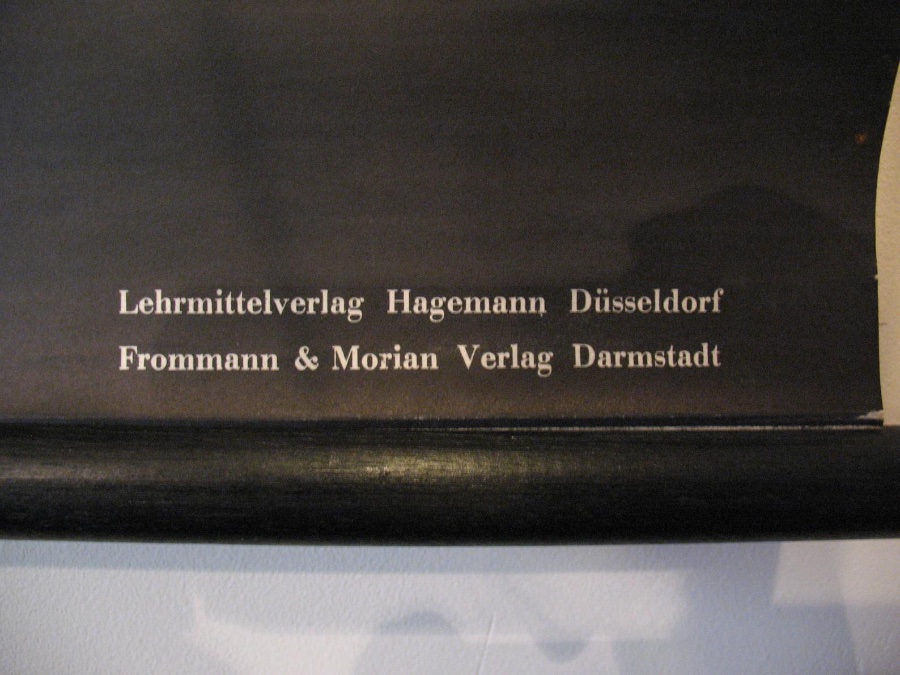 Lehrmittelverlag Hagemann Düsseldorf
Frommann & Morian Verlag Darmstadt